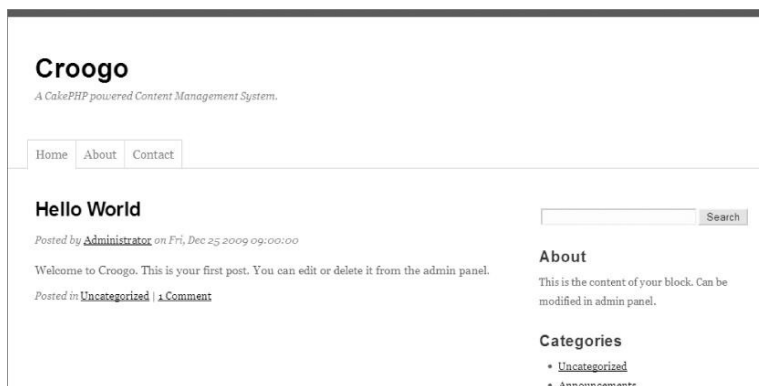 Croogo
A CakePHP powered Content Management System.
Home About Contact
Hello World
Posted by Administrator on Fri, Dec 25 2009 09:00:00
Welcome to Croogo. This is your first post. You can edit or delete it from the admin panel.
Posted in Uncategorized | 1 Comment
Search
About
This is the content of your block. Can be
modified in admin panel.
Categories
Uncategorized
Announcements